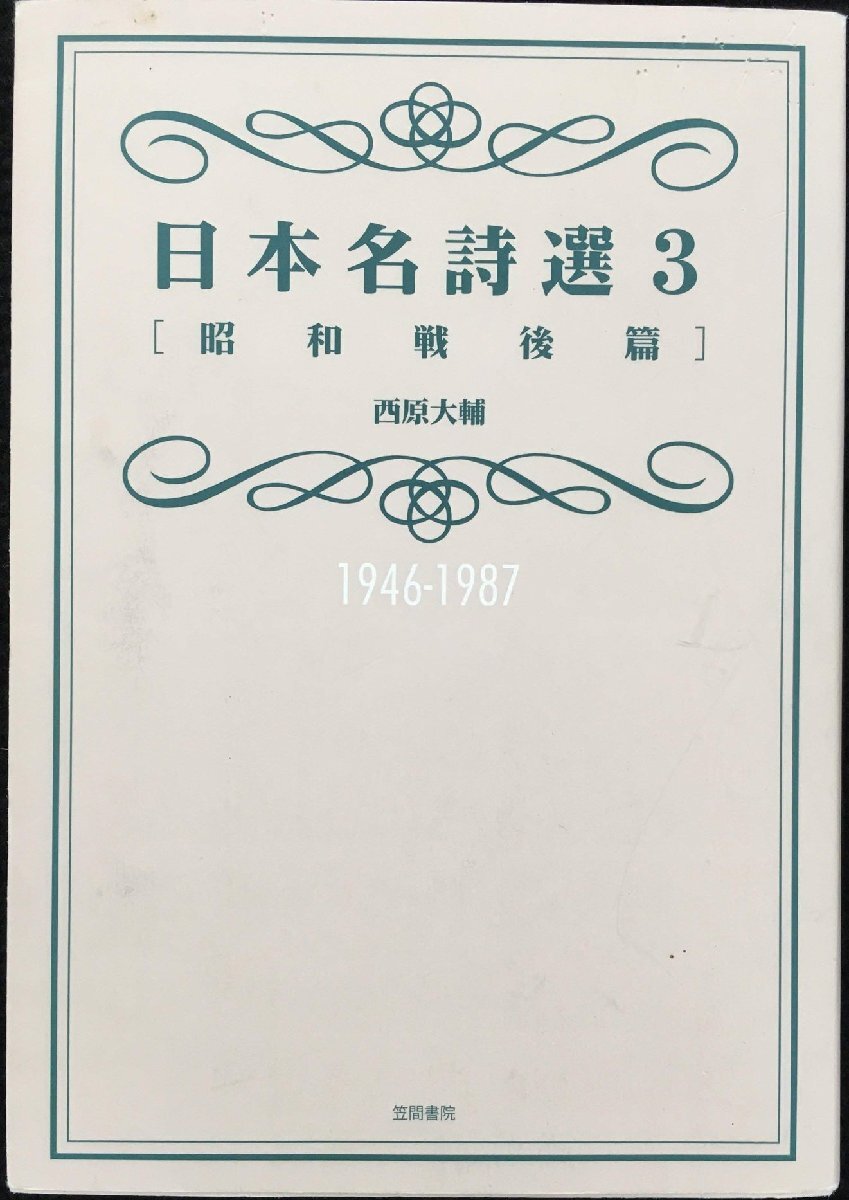 日本名詩選3
[昭和戦後篇]
西原大輔
1946-1987
笠間書院